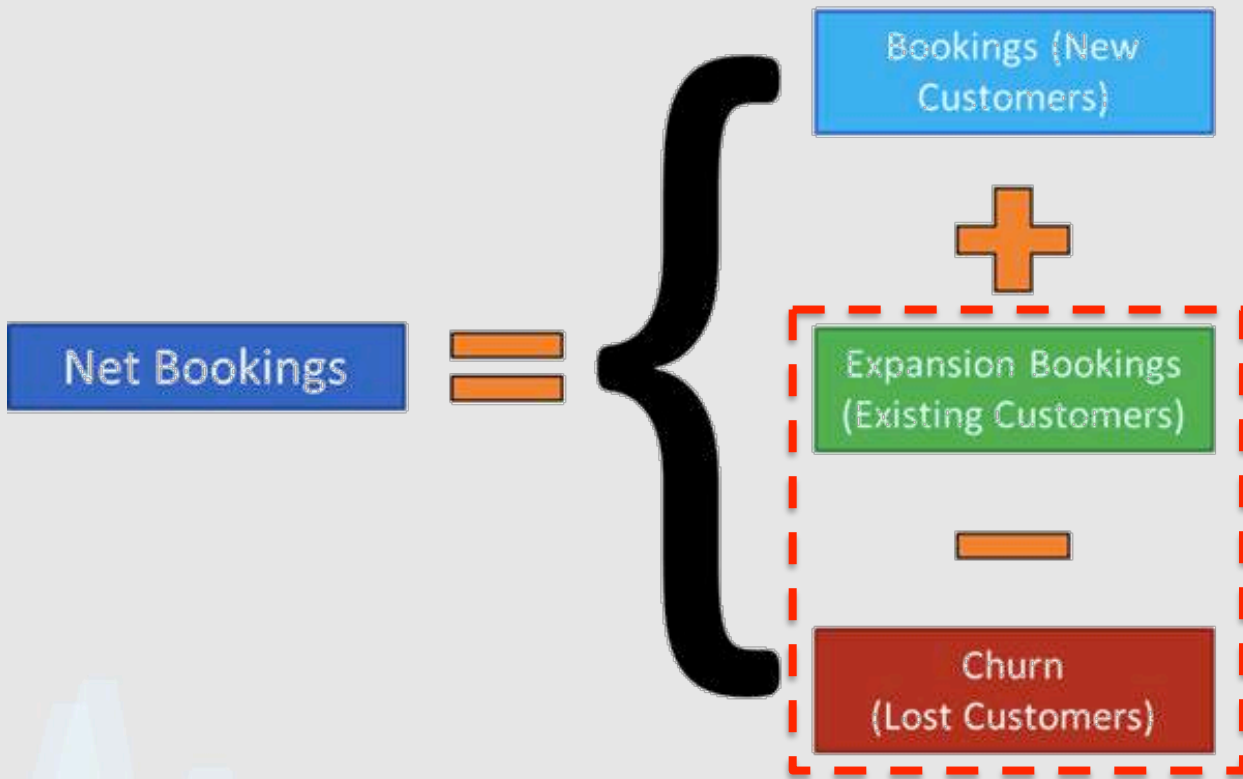 Bookings (New
Customers)
Net Bookings
Expansion Bookings
(Existing Customers)
Churn
(Lost Customers)